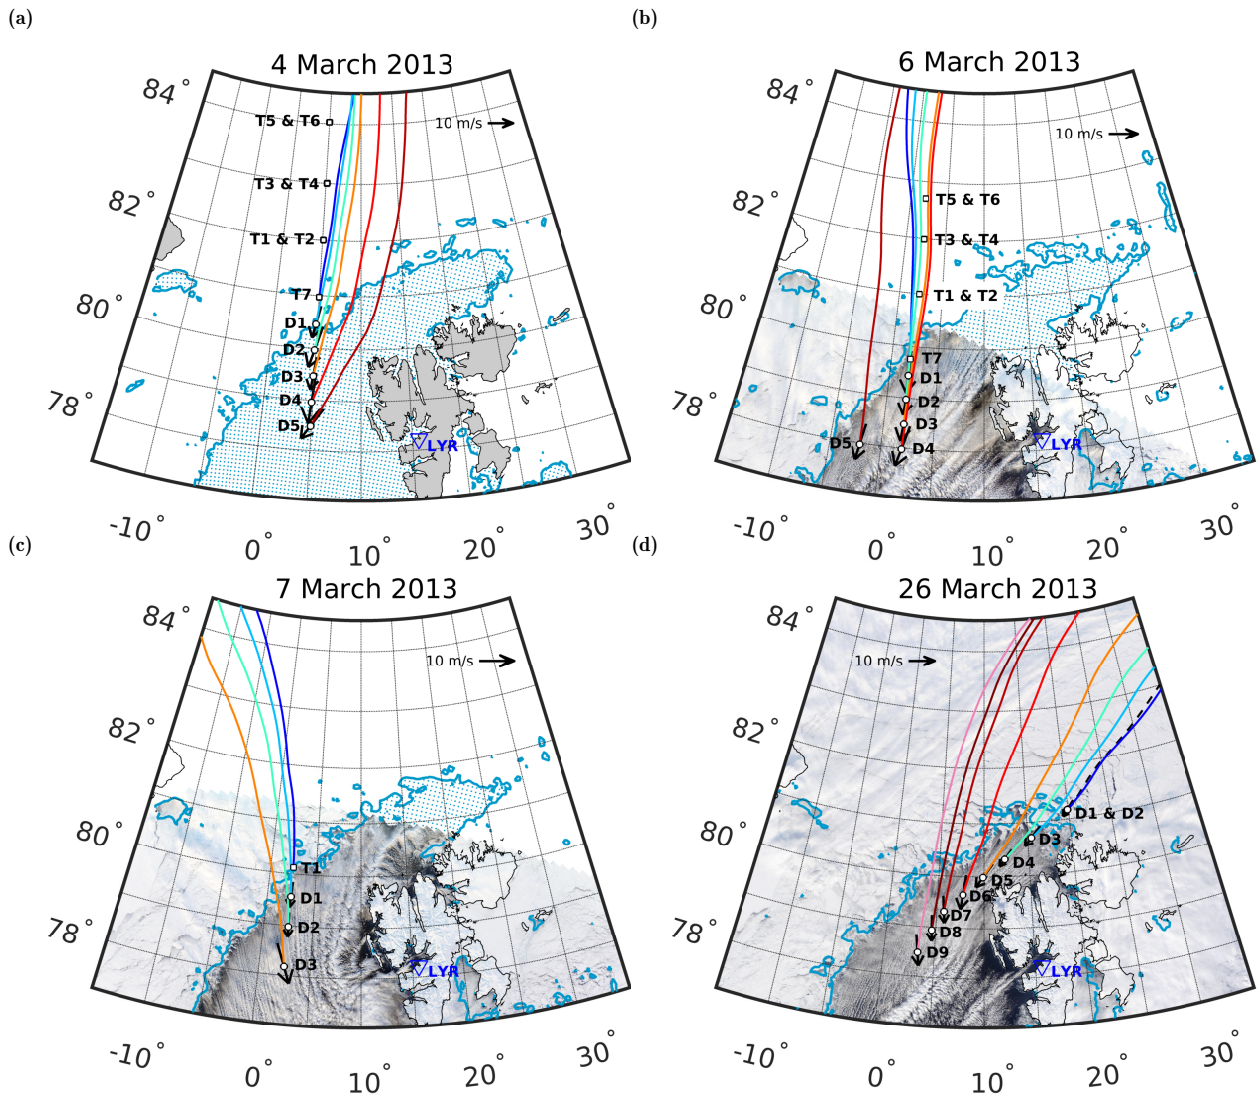 (a)
4 March 2013
84°
82°
80°
78°
-10°
0°
10°
20°
30°
10 m/s
T5 & T6
T3 & T4
T1 & T2
T7
D1
D2
D3
D4
D5
LYR
(b)
6 March 2013
84°
82°
80°
78°
-10°
0°
10°
20°
30°
10 m/s
T5 & T6
T3 & T4
T1 & T2
T7
D1
D2
D3
D5
D4
LYR
(c)
7 March 2013
84°
82°
80°
78°
-10°
0°
10°
20°
30°
10 m/s
T1
D1
D2
D3
LYR
(d)
26 March 2013
84°
82°
80°
78°
-10°
0°
10°
20°
30°
10 m/s
D1 & D2
D3
D4
D5
D6
D7
D8
D9
LYR